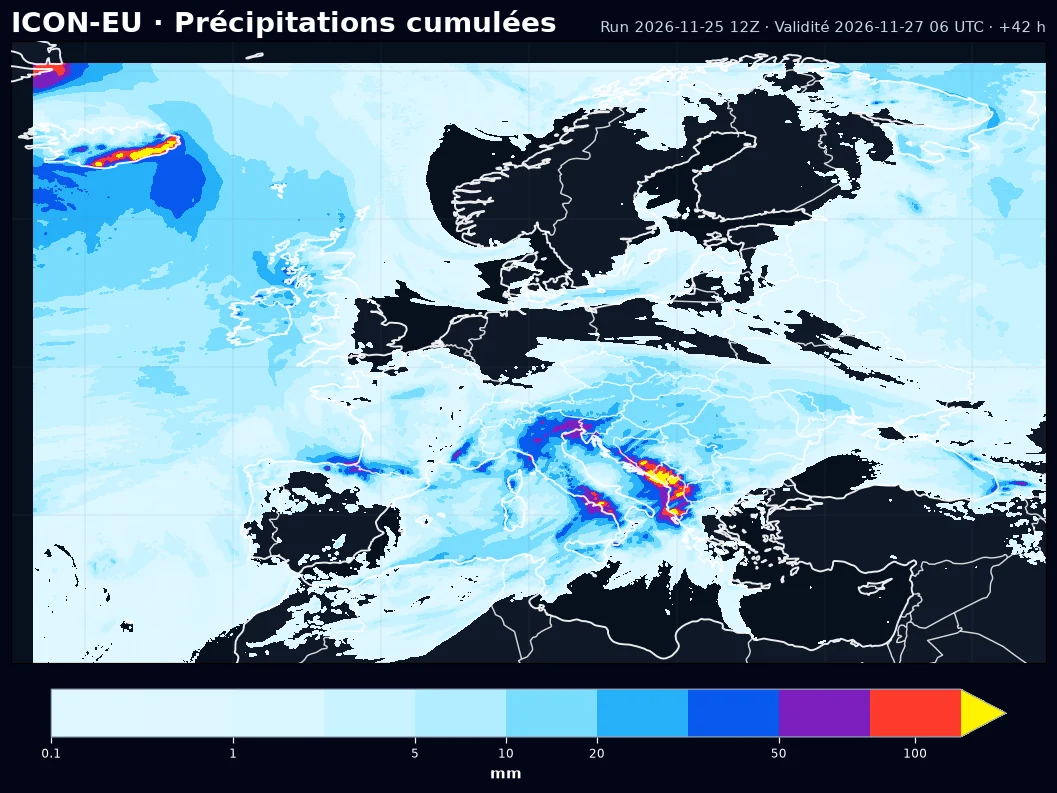 ICON-EU · Précipitations cumulées
Run 2026-11-25 12Z · Validité 2026-11-27 06 UTC · +42 h
0.1 1 5 10 20 50 100
mm